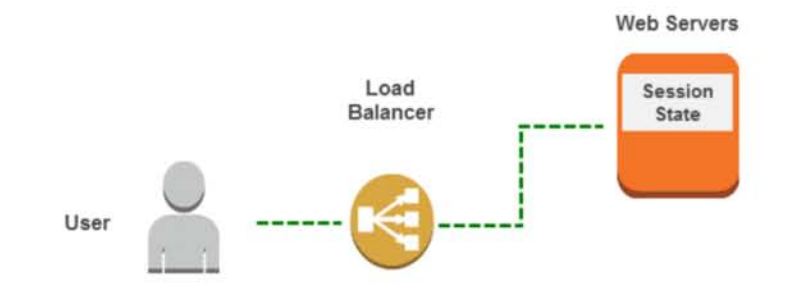 Web Servers
Load
Balancer
Session
State
User